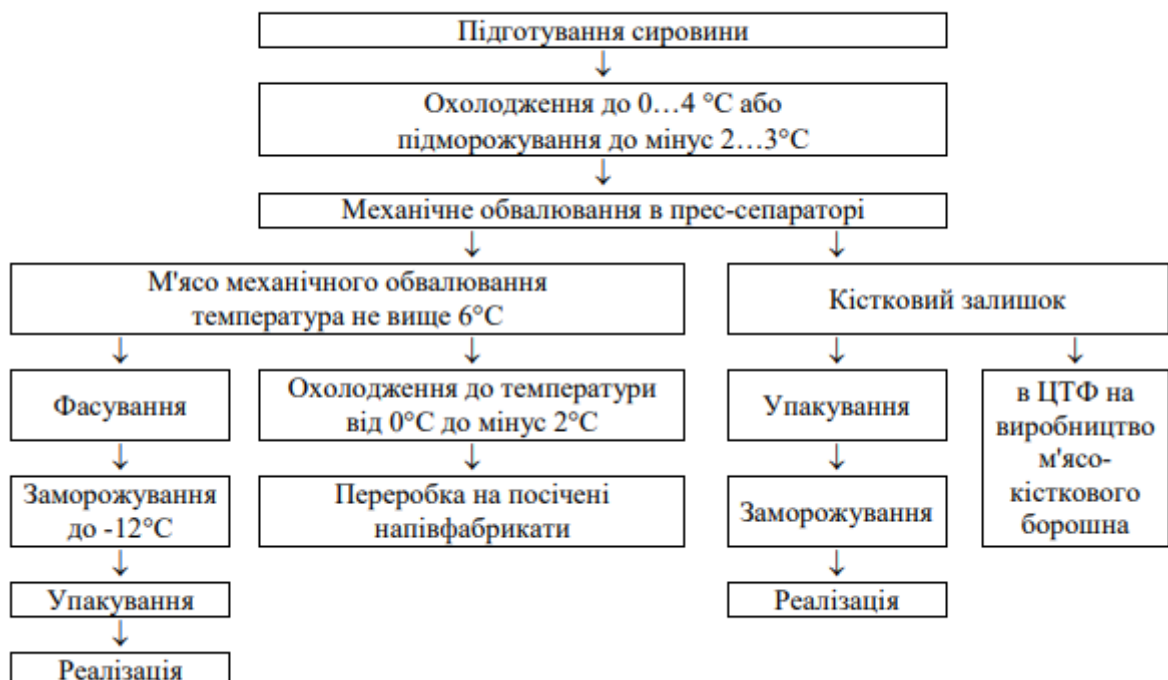 Підготування сировини
Охолодження до 0…4 °С або
підморожування до мінус 2…3°С
Механічне обвалювання в прес-сепараторі
М'ясо механічного обвалювання
температура не вище 6°С
Кістковий залишок
Фасування
Охолодження до температури
від 0°С до мінус 2°С
Упакування
в ЦТФ на
виробництво
м'ясо-
кісткового
борошна
Заморожування
до -12°С
Переробка на посічені
напівфабрикати
Заморожування
Упакування
Реалізація
Реалізація